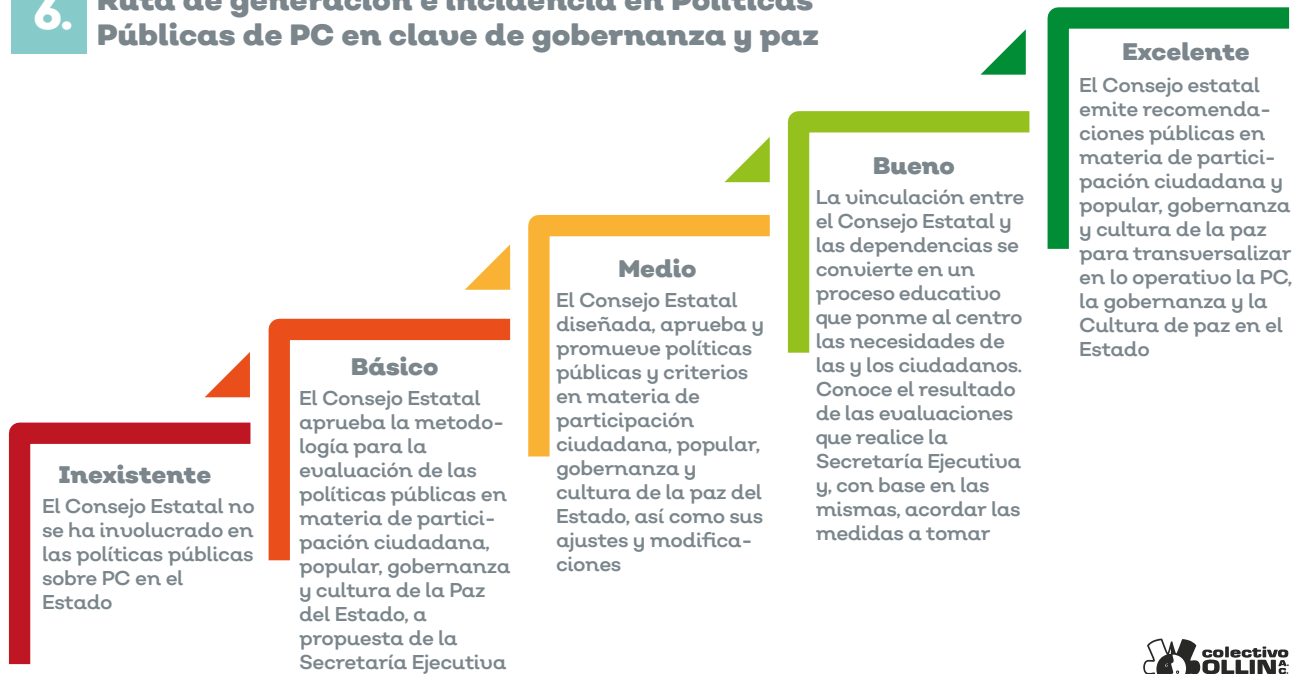 6.
Ruta de generación e incidencia en Políticas
Públicas de PC en clave de gobernanza y paz
Inexistente
El Consejo Estatal no
se ha involucrado en
las políticas públicas
sobre PC en el
Estado
Básico
El Consejo Estatal
aprueba la metodo-
logía para la
evaluación de las
políticas públicas en
materia de partici-
pación ciudadana,
popular, gobernanza
y cultura de la Paz
del Estado, a
propuesta de la
Secretaría Ejecutiva
Medio
El Consejo Estatal
diseñada, aprueba y
promueve políticas
públicas y criterios
en materia de
participación
ciudadana, popular,
gobernanza y
cultura de la paz del
Estado, así como sus
ajustes y modifica-
ciones
Bueno
La vinculación entre
el Consejo Estatal y
las dependencias se
convierte en un
proceso educativo
que ponme al centro
las necesidades de
las y los ciudadanos.
Conoce el resultado
de las evaluaciones
que realice la
Secretaría Ejecutiva
y, con base en las
mismas, acordar las
medidas a tomar
Excelente
El Consejo estatal
emite recomenda-
ciones públicas en
materia de partici-
pación ciudadana y
popular, gobernanza
y cultura de la paz
para transversalizar
en lo operativo la PC,
la gobernanza y la
Cultura de paz en el
Estado
colectivo
OLLIN A.C.